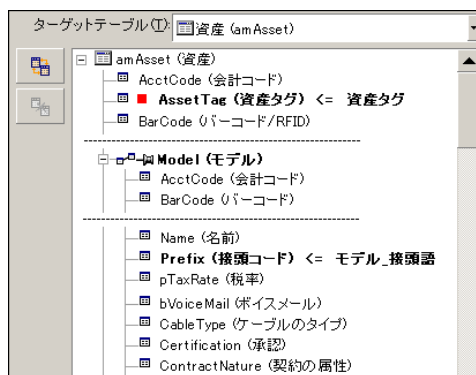 ターゲットテーブル(T): 資産 (amAsset)
amAsset (資産)
AcctCode (会計コード)
AssetTag (資産タグ) <= 資産タグ
BarCode (バーコード/RFID)
Model (モデル)
AcctCode (会計コード)
BarCode (バーコード)
Name (名前)
Prefix (接頭コード) <= モデル_接頭語
pTaxRate (税率)
bVoiceMail (ボイスメール)
CableType (ケーブルのタイプ)
Certification (承認)
ContractNature (契約の属性)